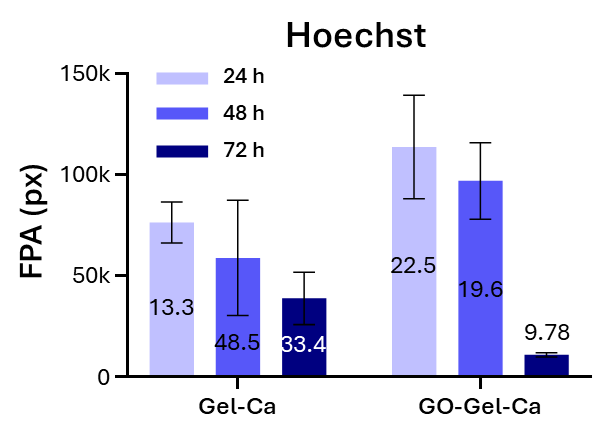 Hoechst
FPA (px)
150k
100k
50k
0
24 h
48 h
72 h
13.3
48.5
33.4
22.5
19.6
9.78
Gel-Ca
GO-Gel-Ca